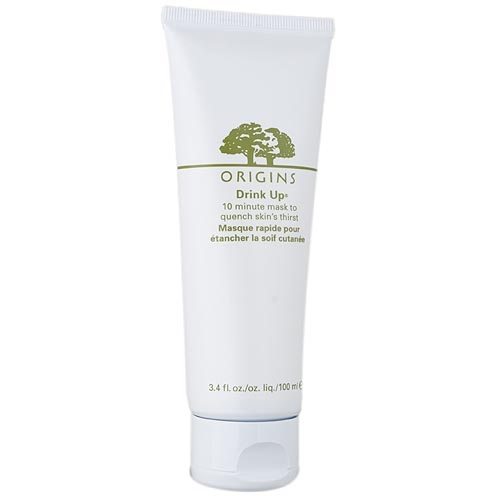 ORIGINS
Drink Up®
10 minute mask to
quench skin's thirst
Masque rapide pour
étancher la soif cutanée
3.4 fl. oz./oz. liq./100 ml ℮